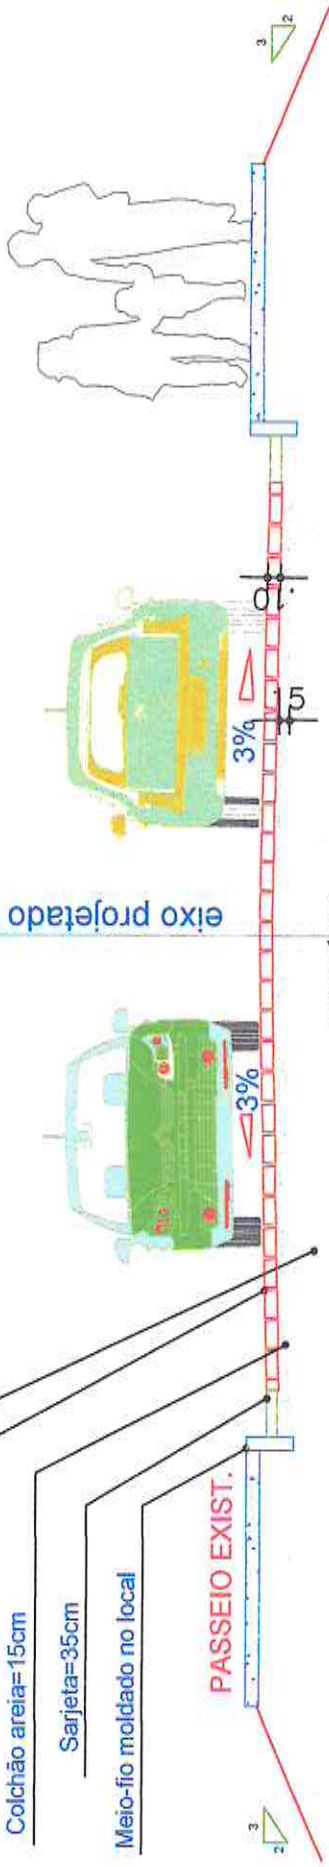 Colchão areia=15cm
Sarjeta=35cm
Meio-fio moldado no local
PASSEIO EXIST.
eixo projetado
3%
3%
.10
15
3
2
3
2